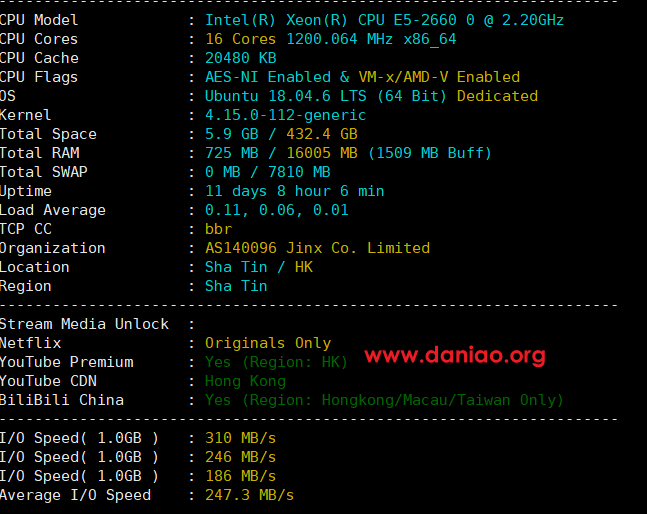 CPU Model : Intel(R) Xeon(R) CPU E5-2660 0 @ 2.20GHz
CPU Cores : 16 Cores 1200.064 MHz x86_64
CPU Cache : 20480 KB
CPU Flags : AES-NI Enabled & VM-x/AMD-V Enabled
OS : Ubuntu 18.04.6 LTS (64 Bit) Dedicated
Kernel : 4.15.0-112-generic
Total Space : 5.9 GB / 432.4 GB
Total RAM : 725 MB / 16005 MB (1509 MB Buff)
Total SWAP : 0 MB / 7810 MB
Uptime : 11 days 8 hour 6 min
Load Average : 0.11, 0.06, 0.01
TCP CC : bbr
Organization : AS140096 Jinx Co. Limited
Location : Sha Tin / HK
Region : Sha Tin
Stream Media Unlock :
Netflix : Originals Only
YouTube Premium : Yes (Region: HK)
www.daniao.org
YouTube CDN : Hong Kong
BiliBili China : Yes (Region: Hongkong/Macau/Taiwan Only)
I/O Speed( 1.0GB ) : 310 MB/s
I/O Speed( 1.0GB ) : 246 MB/s
I/O Speed( 1.0GB ) : 186 MB/s
Average I/O Speed : 247.3 MB/s